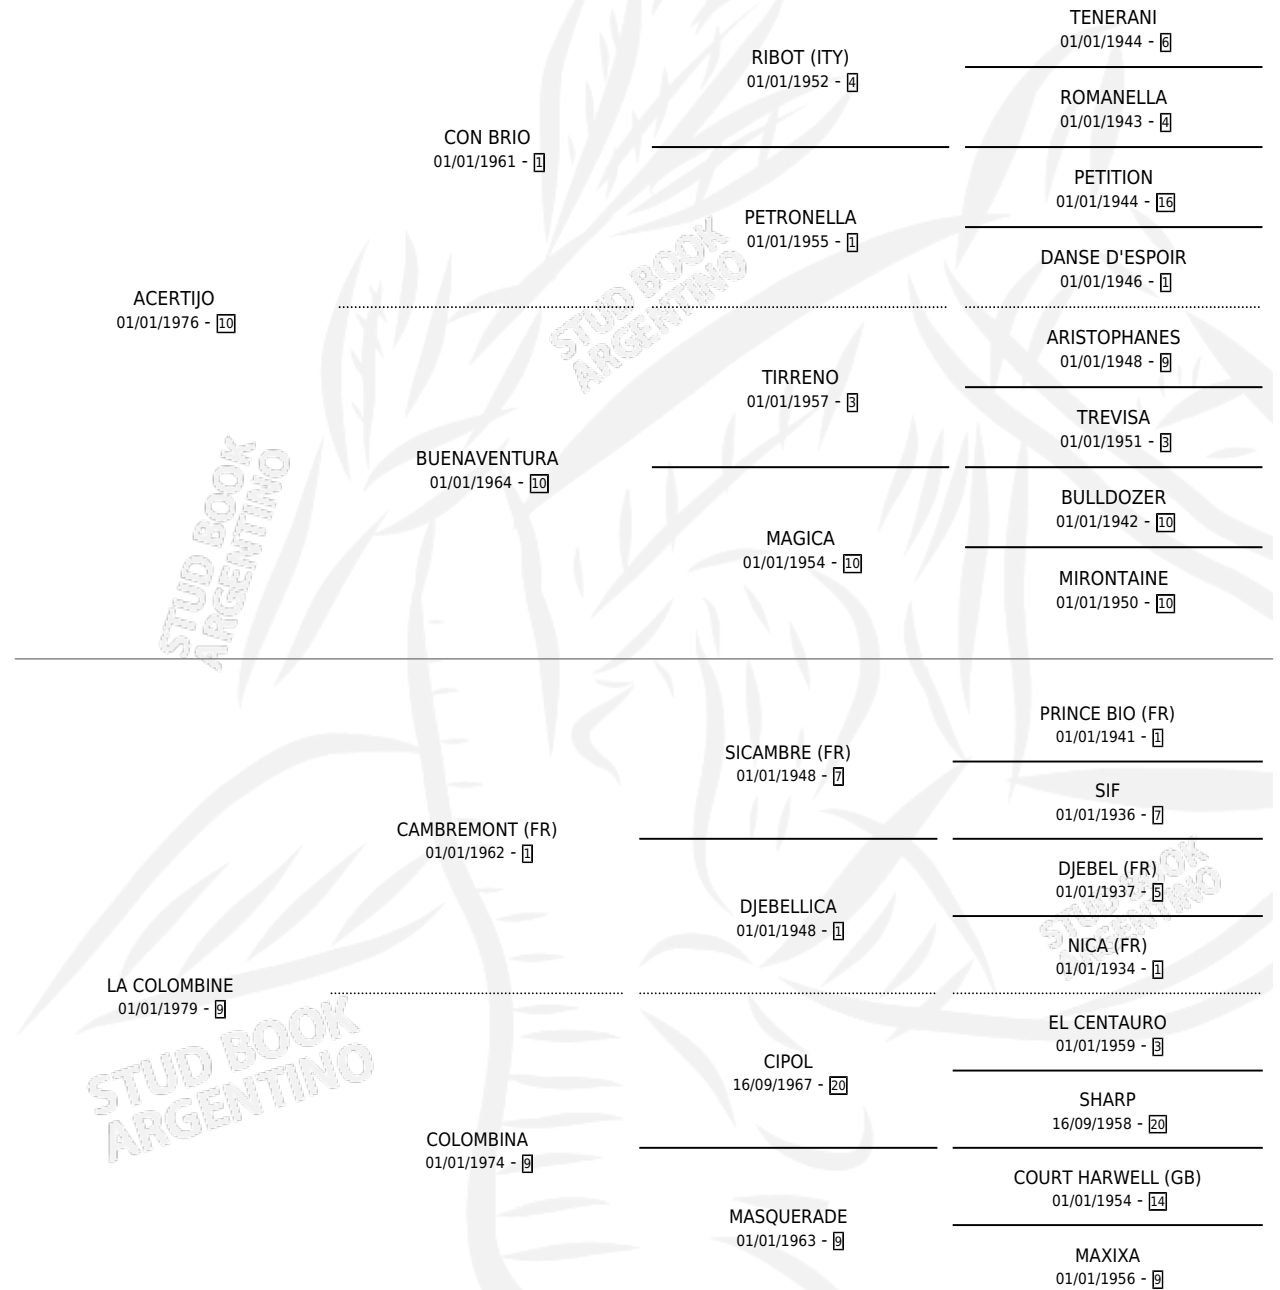 TENERANI
01/01/1944 - 6
RIBOT (ITY)
01/01/1952 - 4
ROMANELLA
01/01/1943 - 4
CON BRIO
01/01/1961 - 1
PETITION
01/01/1944 - 16
PETRONELLA
01/01/1955 - 1
DANSE D'ESPOIR
01/01/1946 - 1
ACERTIJO
01/01/1976 - 10
STUD BOOK
ARGENTINO
ARISTOPHANES
01/01/1948 - 9
TIRRENO
01/01/1957 - 3
TREVISA
01/01/1951 - 3
BUENAVENTURA
01/01/1964 - 10
BULLDOZER
01/01/1942 - 10
MAGICA
01/01/1954 - 10
MIRONTAINE
01/01/1950 - 10
STUD BOOK
ARGENTINO
PRINCE BIO (FR)
01/01/1941 - 1
SICAMBRE (FR)
01/01/1948 - 7
SIF
01/01/1936 - 7
CAMBREMONT (FR)
01/01/1962 - 1
DJEBEL (FR)
01/01/1937 - 5
DJEBELLICA
01/01/1948 - 1
STUD BOOK
ARGENTINO
NICA (FR)
01/01/1934 - 1
LA COLOMBINE
01/01/1979 - 9
EL CENTAURO
01/01/1959 - 3
CIPOL
16/09/1967 - 20
SHARP
16/09/1958 - 20
STUD BOOK
ARGENTINO
COLOMBINA
01/01/1974 - 9
COURT HARWELL (GB)
01/01/1954 - 14
MASQUERADE
01/01/1963 - 9
MAXIXA
01/01/1956 - 9